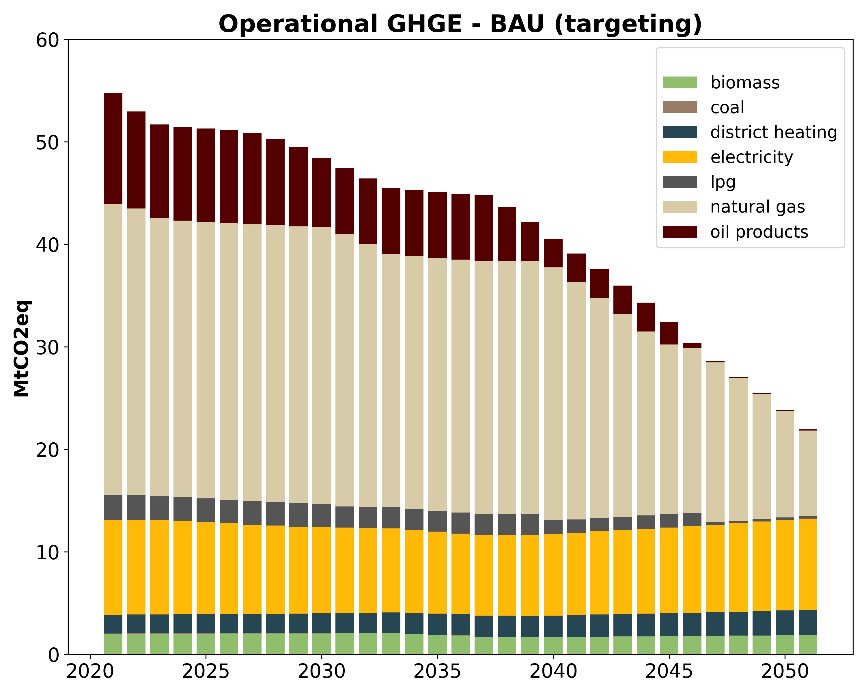 Operational GHGE - BAU (targeting)
60
50
40
30
20
10
0
MtCO2eq
biomass
coal
district heating
electricity
lpg
natural gas
oil products
2020 2025 2030 2035 2040 2045 2050